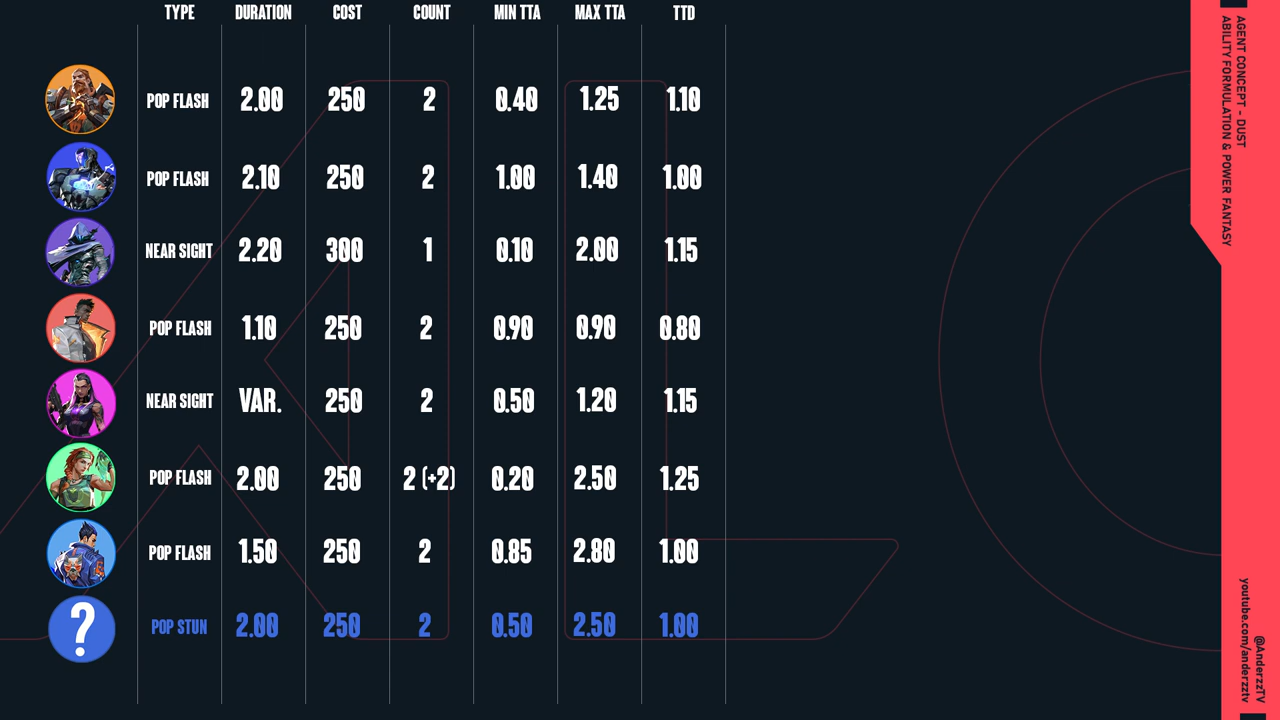 TYPE DURATION COST COUNT MIN TTA MAX TTA TTD
POP FLASH 2.00 250 2 0.40 1.25 1.10
POP FLASH 2.10 250 2 1.00 1.40 1.00
NEAR SIGHT 2.20 300 1 0.10 2.00 1.15
POP FLASH 1.10 250 2 0.90 0.90 0.80
NEAR SIGHT VAR. 250 2 0.50 1.20 1.15
POP FLASH 2.00 250 2 (+2) 0.20 2.50 1.25
POP FLASH 1.50 250 2 0.85 2.80 1.00
? POP STUN 2.00 250 2 0.50 2.50 1.00
AGENT CONCEPT - DUST
ABILITY FORMULATION & POWER FANTASY
@AnderzzTV
youtube.com/anderzztv